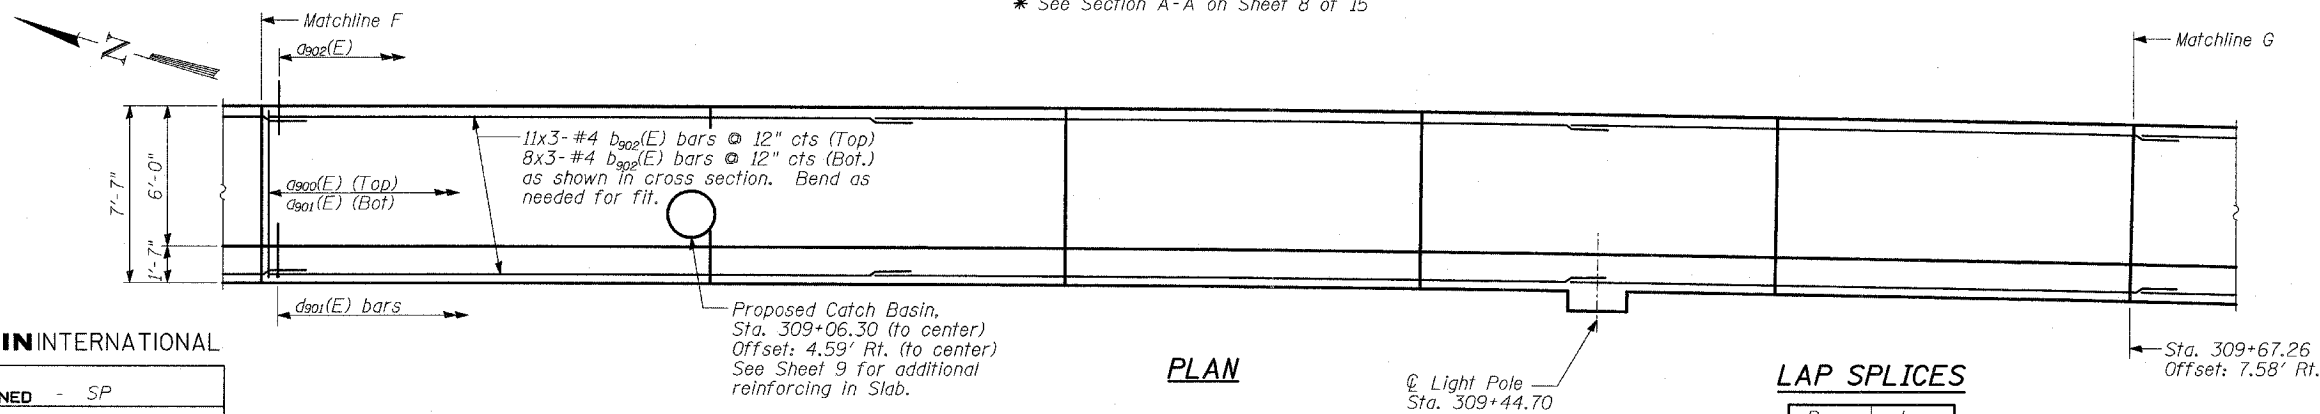 * See Section A-A on Sheet 8 of 15
Matchline F
N
a902(E)
Matchline G
11x3-#4 b902(E) bars @ 12" cts (Top)
8x3-#4 b902(E) bars @ 12" cts (Bot.)
as shown in cross section. Bend as
needed for fit.
7'-7"
6'-0"
1'-7"
a900(E) (Top)
a901(E) (Bot)
d901(E) bars
Proposed Catch Basin,
Sta. 309+06.30 (to center)
Offset: 4.59' Rt. (to center)
See Sheet 9 for additional
reinforcing in Slab.
PLAN
℄ Light Pole
Sta. 309+44.70
Sta. 309+67.26
Offset: 7.58' Rt.
LAP SPLICES
IN INTERNATIONAL
NED - SP